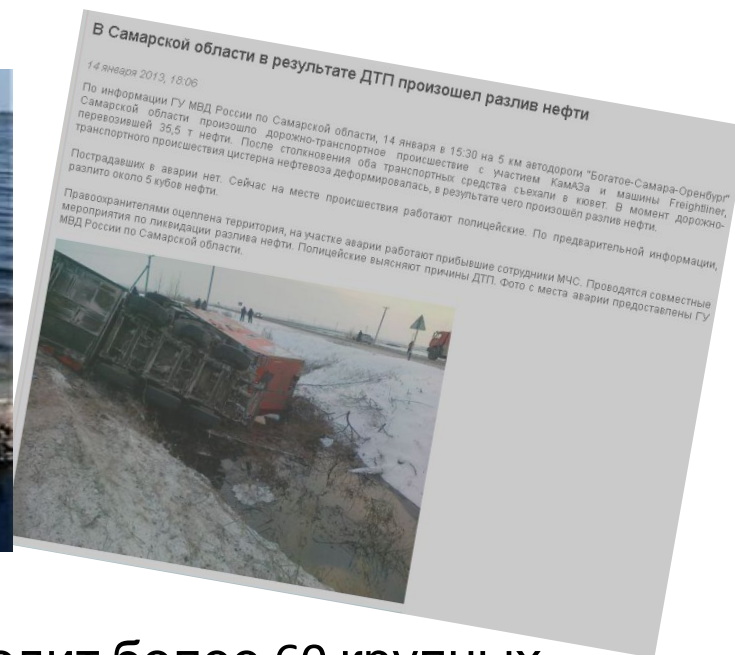 В Самарской области в результате ДТП произошел разлив нефти
14 января 2013, 18:06
По информации ГУ МВД России по Самарской области, 14 января в 15:30 на 5 км автодороги "Богатое-Самара-Оренбург"
Самарской области произошло дорожно-транспортное происшествие с участием КамАЗа и машины Freightliner,
перевозившей 35,5 т нефти. После столкновения оба транспортных средства съехали в кювет. В момент дорожно-
транспортного происшествия цистерна нефтевоза деформировалась, в результате чего произошёл разлив нефти.
Пострадавших в аварии нет. Сейчас на месте происшествия работают полицейские. По предварительной информации,
разлито около 5 кубов нефти.
Правоохранителями оцеплена территория, на участке аварии работают прибывшие сотрудники МЧС. Проводятся совместные
мероприятия по ликвидации разлива нефти. Полицейские выясняют причины ДТП. Фото с места аварии предоставлены ГУ
МВД России по Самарской области.
более 60 крупных